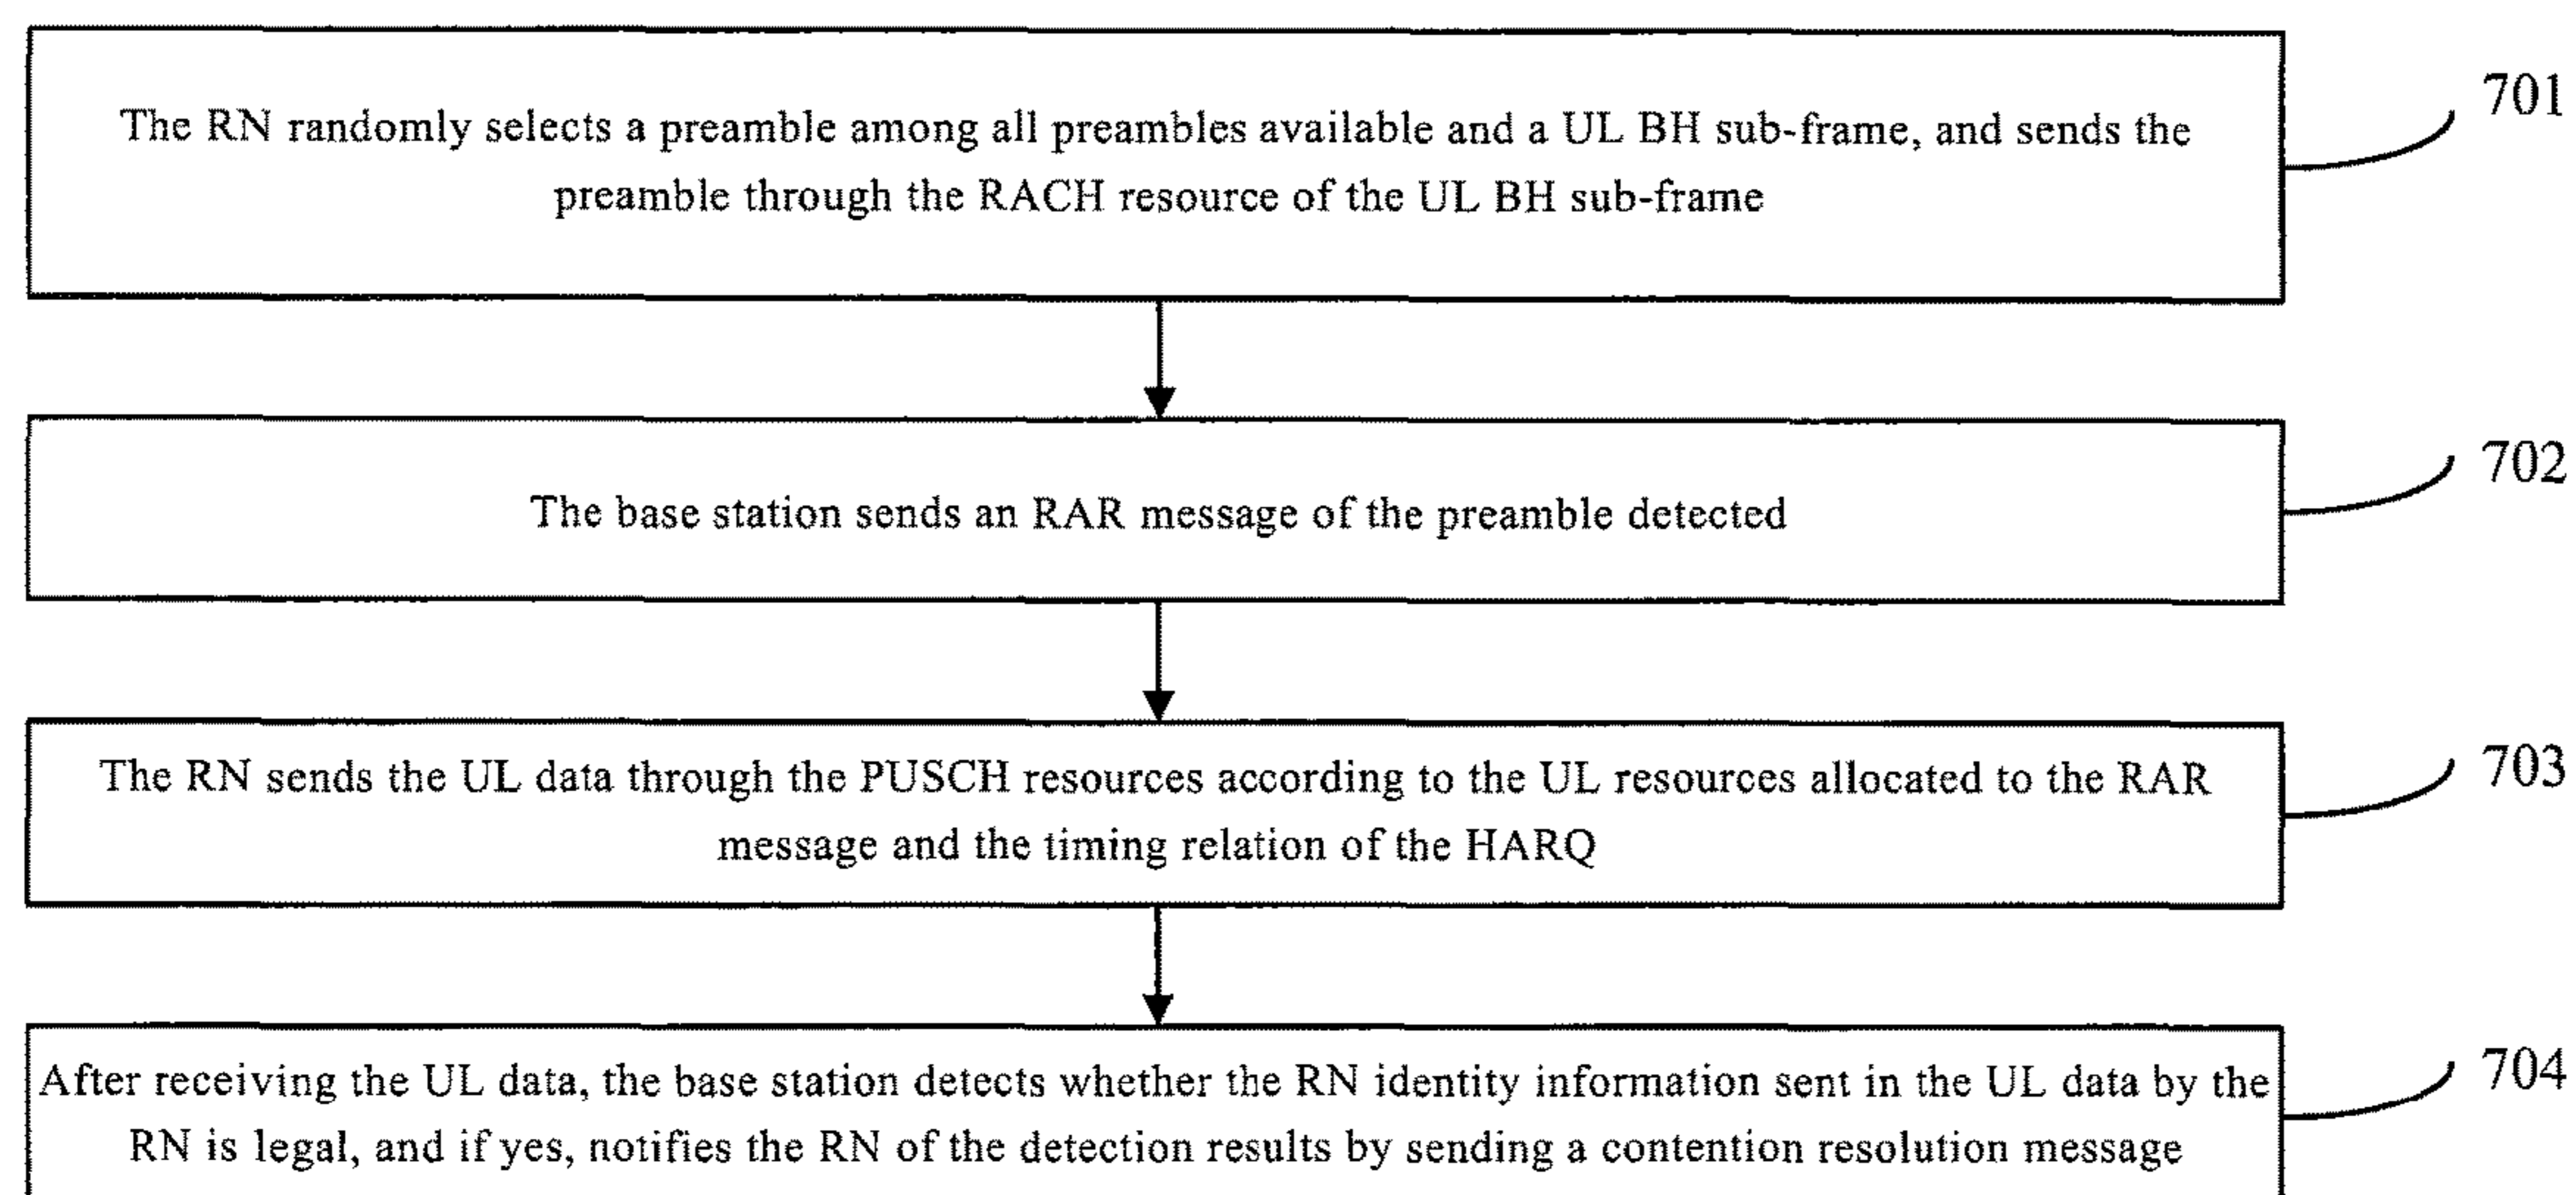 The RN randomly selects a preamble among all preambles available and a UL BH sub-frame, and sends the
preamble through the RACH resource of the UL BH sub-frame
701
The base station sends an RAR message of the preamble detected
702
The RN sends the UL data through the PUSCH resources according to the UL resources allocated to the RAR
message and the timing relation of the HARQ
703
After receiving the UL data, the base station detects whether the RN identity information sent in the UL data by the
RN is legal, and if yes, notifies the RN of the detection results by sending a contention resolution message
704